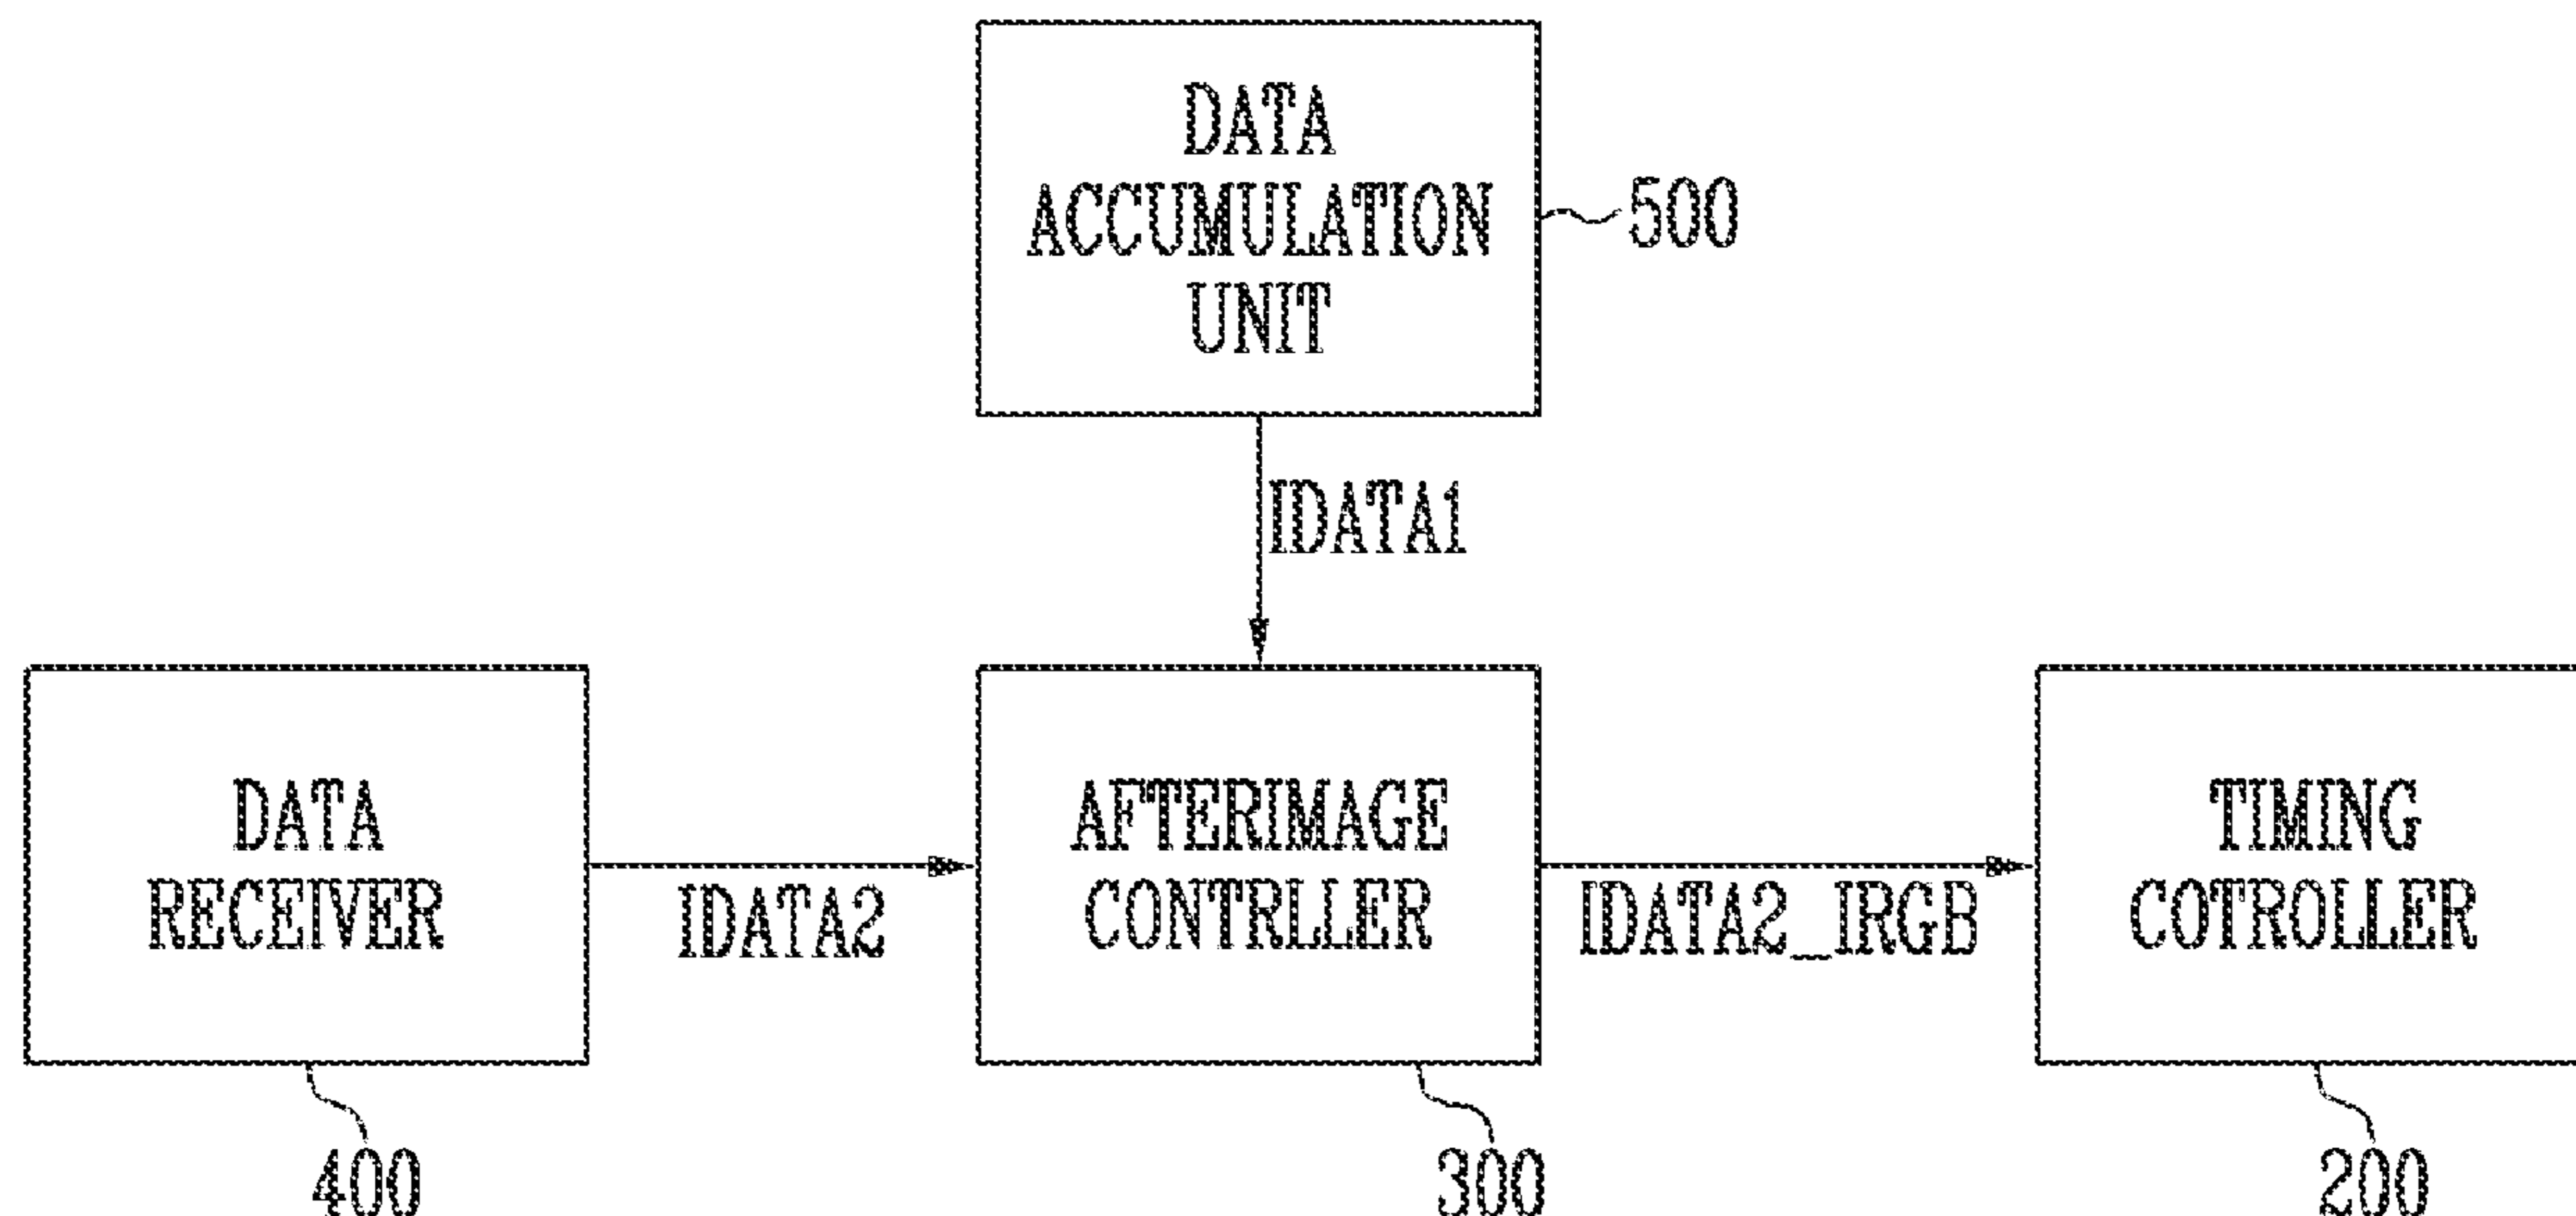 DATA
ACCUMULATION
UNIT
500
IDATA1
DATA
RECEIVER
IDATA2
AFTERIMAGE
CONTRLLER
IDATA2_IRGB
TIMING
COTROLLER
400
300
200